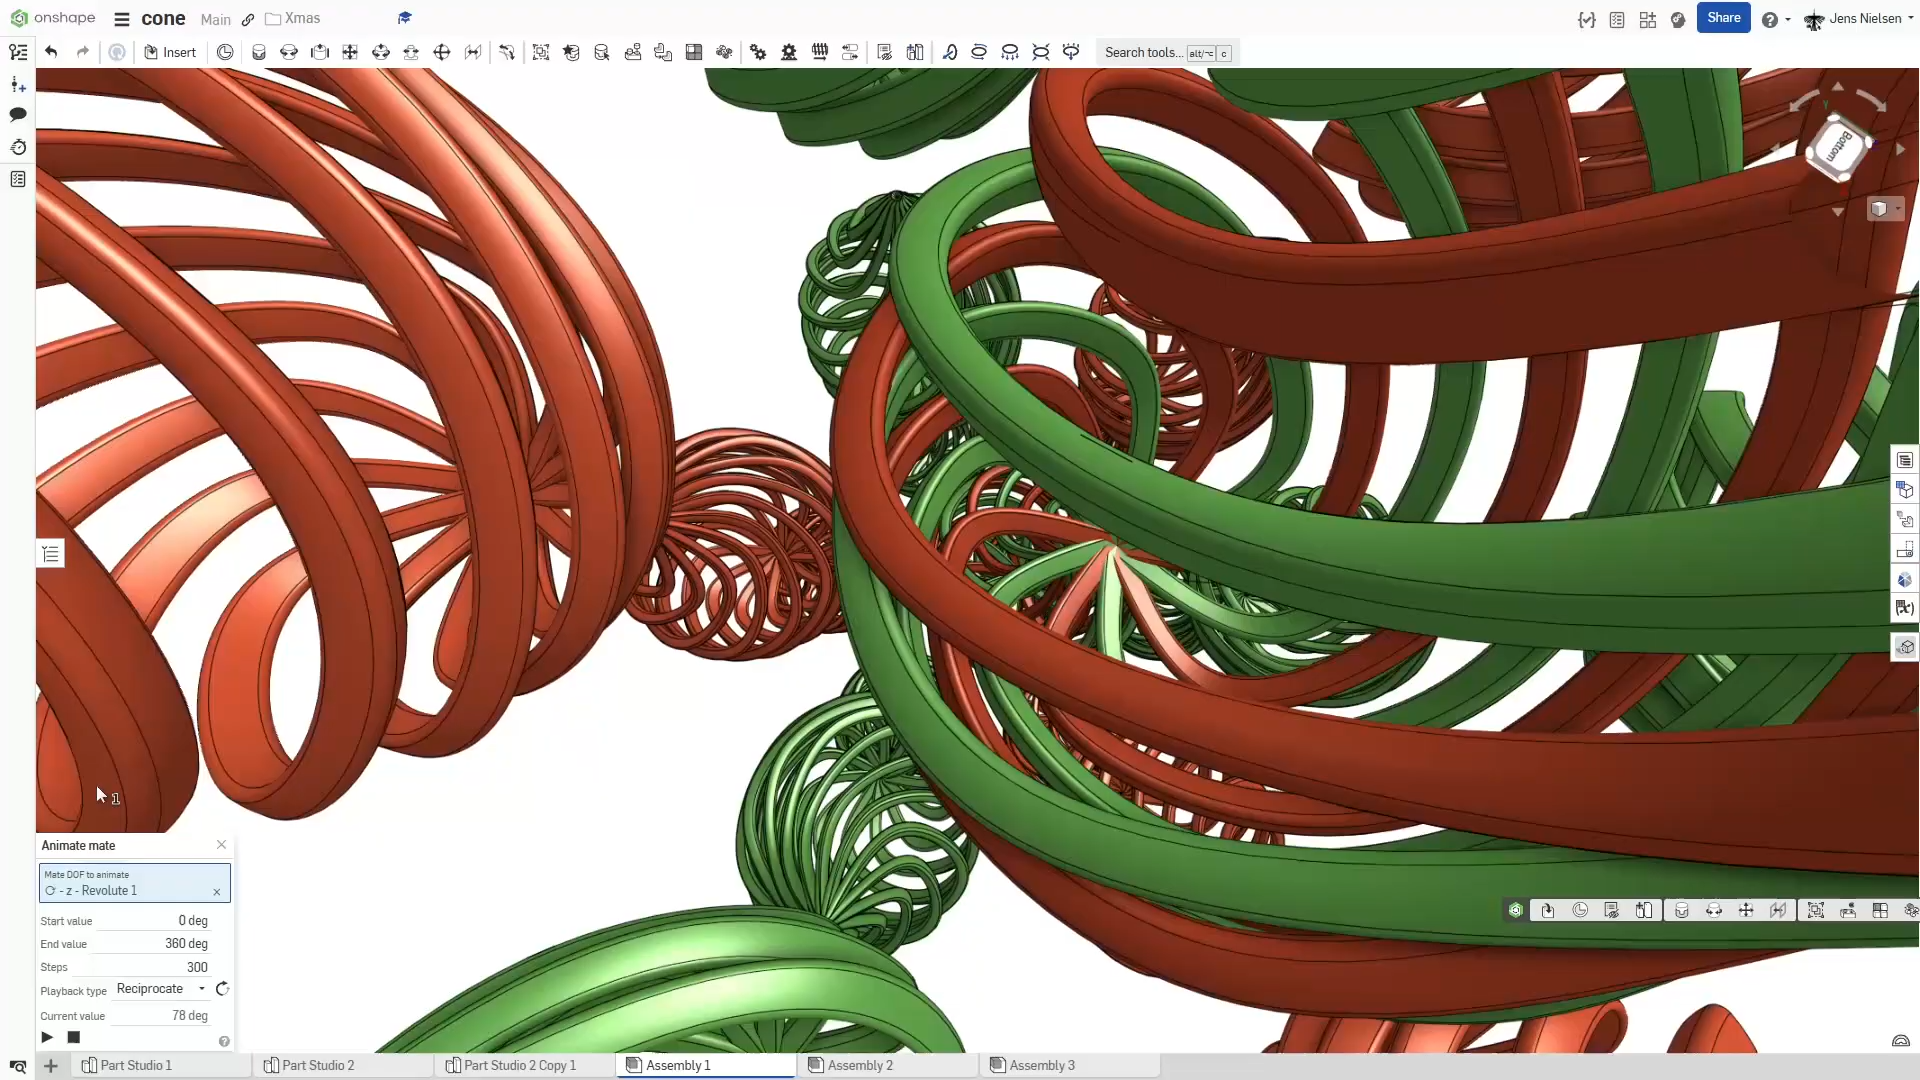 onshape
cone
Main
Xmas
Share
Jens Nielsen
Insert
Search tools...
alt/⌥
c
Y
Bottom
1
Animate mate
Mate DOF to animate
- z - Revolute 1
Start value 0 deg
End value 360 deg
Steps 300
Playback type Reciprocate
Current value 78 deg
Part Studio 1
Part Studio 2
Part Studio 2 Copy 1
Assembly 1
Assembly 2
Assembly 3